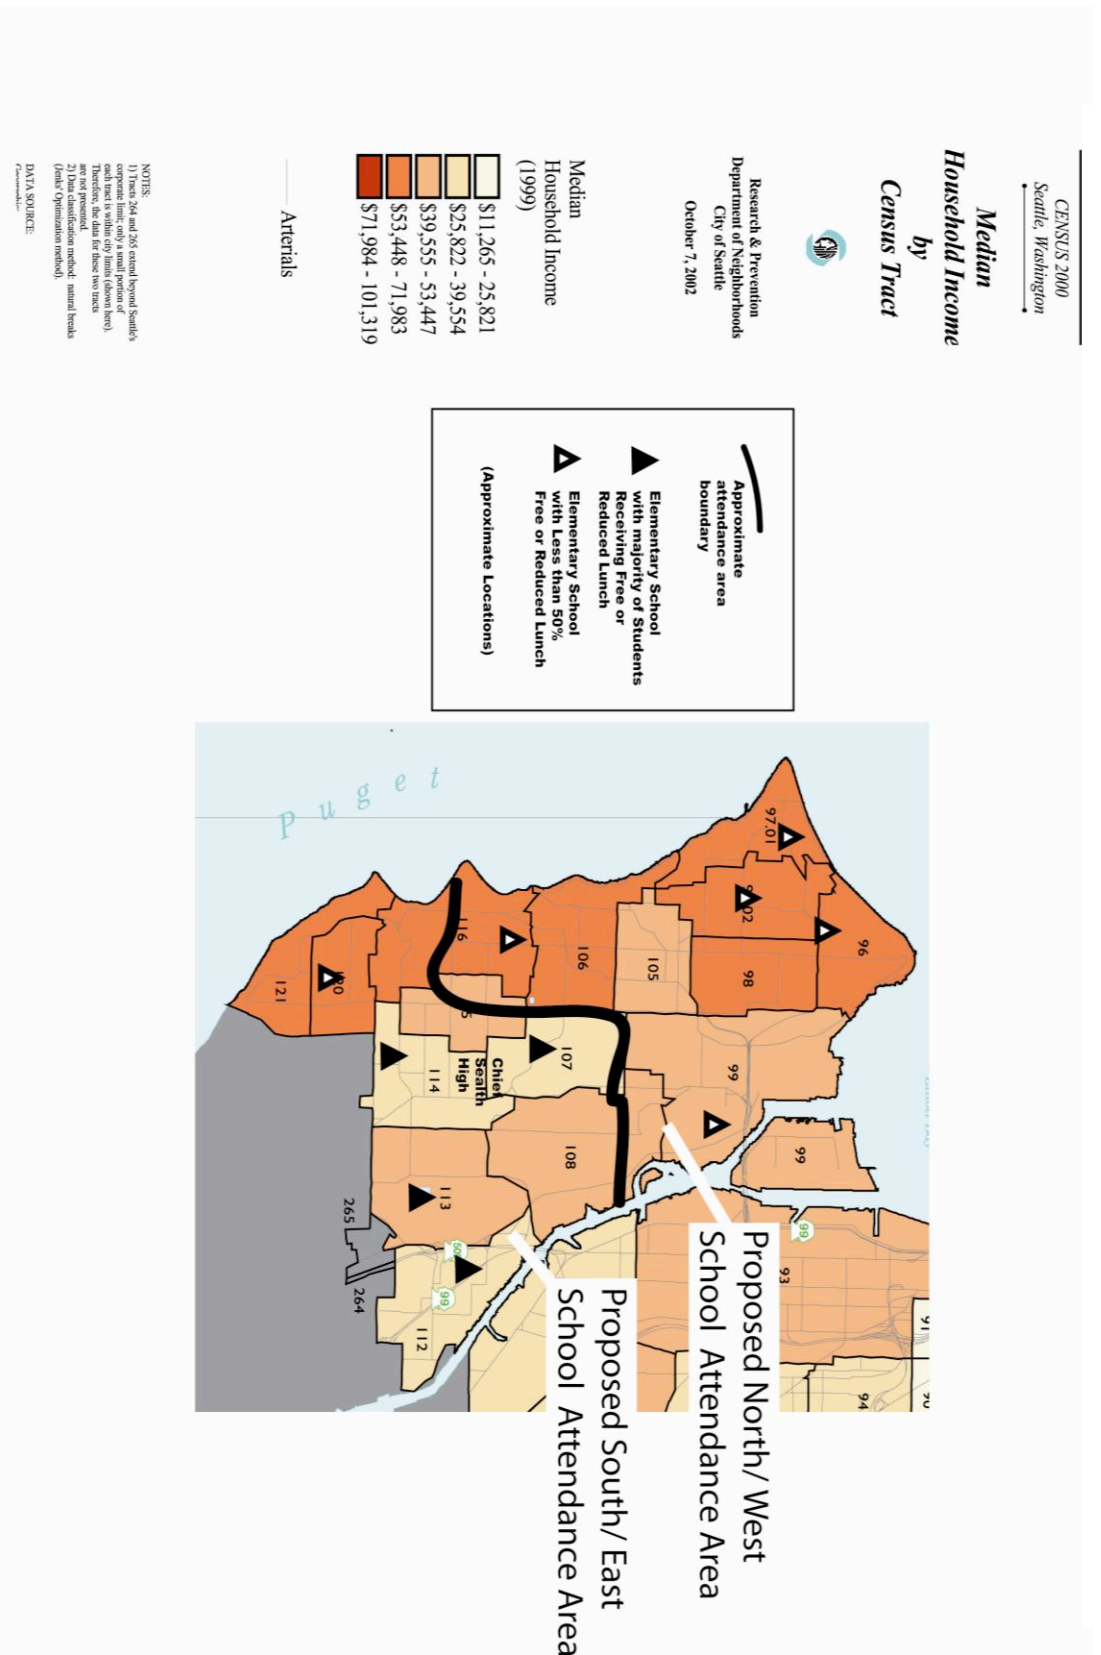 CENSUS 2000
Seattle, Washington
Median
Household Income
by
Census Tract
Research & Prevention
Department of Neighborhoods
City of Seattle
October 7, 2002
Median
Household Income
(1999)
$11,265 - 25,821
$25,822 - 39,554
$39,555 - 53,447
$53,448 - 71,983
$71,984 - 101,319
Arterials
NOTES:
1) Tracts 264 and 265 extend beyond Seattle's
corporate limit; only a small portion of
each tract is within city limits (shown here).
Therefore, the data for these two tracts
are not presented.
2) Data classification method: natural breaks
(Jenks' Optimization method).
DATA SOURCE:
Approximate
attendance area
boundary
Elementary School
with majority of Students
Receiving Free or
Reduced Lunch
Elementary School
with Less than 50%
Free or Reduced Lunch
(Approximate Locations)
Puget
97.01
96
98
105
106
99
99
99
93
94
107
108
Chief
Sealth
High
114
113
112
120
121
116
265
264
99
Proposed North/ West
School Attendance Area
Proposed South/ East
School Attendance Area